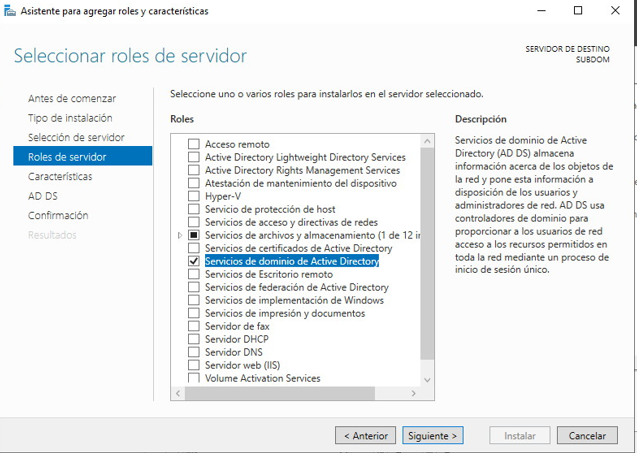 Asistente para agregar roles y características
Seleccionar roles de servidor
SERVIDOR DE DESTINO
SUBDOM
Antes de comenzar
Tipo de instalación
Selección de servidor
Roles de servidor
Características
AD DS
Confirmación
Resultados
Seleccione uno o varios roles para instalarlos en el servidor seleccionado.
Roles
Acceso remoto
Active Directory Lightweight Directory Services
Active Directory Rights Management Services
Atestación de mantenimiento del dispositivo
Hyper-V
Servicio de protección de host
Servicios de acceso y directivas de redes
Servicios de archivos y almacenamiento (1 de 12 in
Servicios de certificados de Active Directory
Servicios de dominio de Active Directory
Servicios de Escritorio remoto
Servicios de federación de Active Directory
Servicios de implementación de Windows
Servicios de impresión y documentos
Servidor de fax
Servidor DHCP
Servidor DNS
Servidor web (IIS)
Volume Activation Services
Descripción
Servicios de dominio de Active
Directory (AD DS) almacena
información acerca de los objetos de
la red y pone esta información a
disposición de los usuarios y
administradores de red. AD DS usa
controladores de dominio para
proporcionar a los usuarios de red
acceso a los recursos permitidos en
toda la red mediante un proceso de
inicio de sesión único.
< Anterior
Siguiente >
Instalar
Cancelar